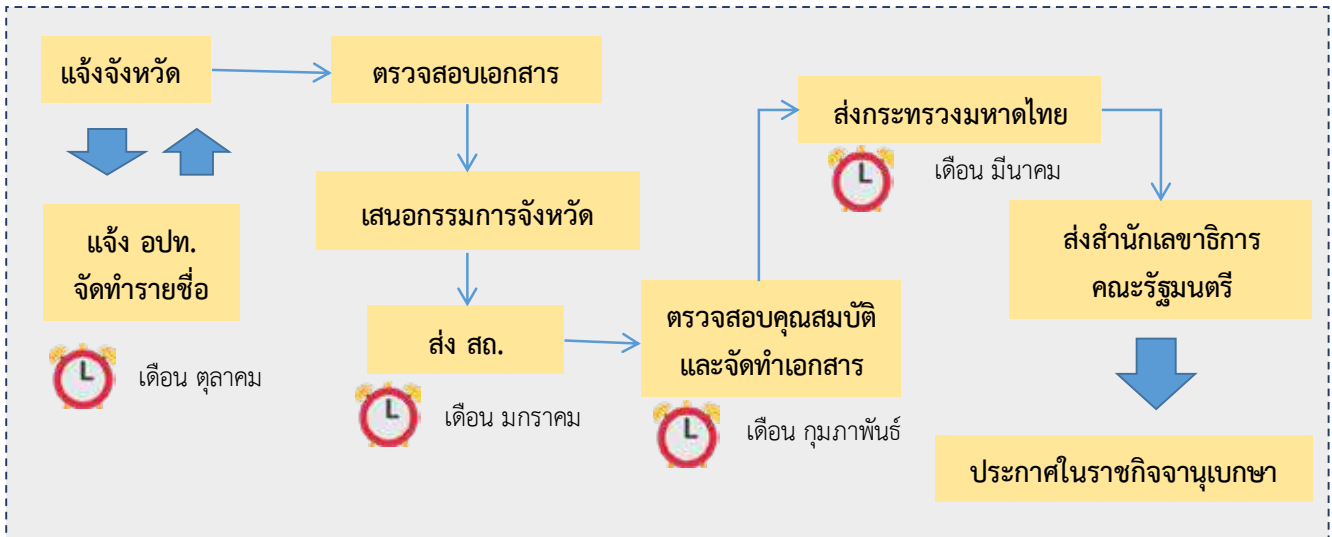 แจ้งจังหวัด
ตรวจสอบเอกสาร
แจ้ง อปท.
จัดทำรายชื่อ
เดือน ตุลาคม
เสนอกรรมการจังหวัด
ส่ง สถ.
เดือน มกราคม
ตรวจสอบคุณสมบัติ
และจัดทำเอกสาร
เดือน กุมภาพันธ์
ส่งกระทรวงมหาดไทย
เดือน มีนาคม
ส่งสำนักเลขาธิการ
คณะรัฐมนตรี
ประกาศในราชกิจจานุเบกษา